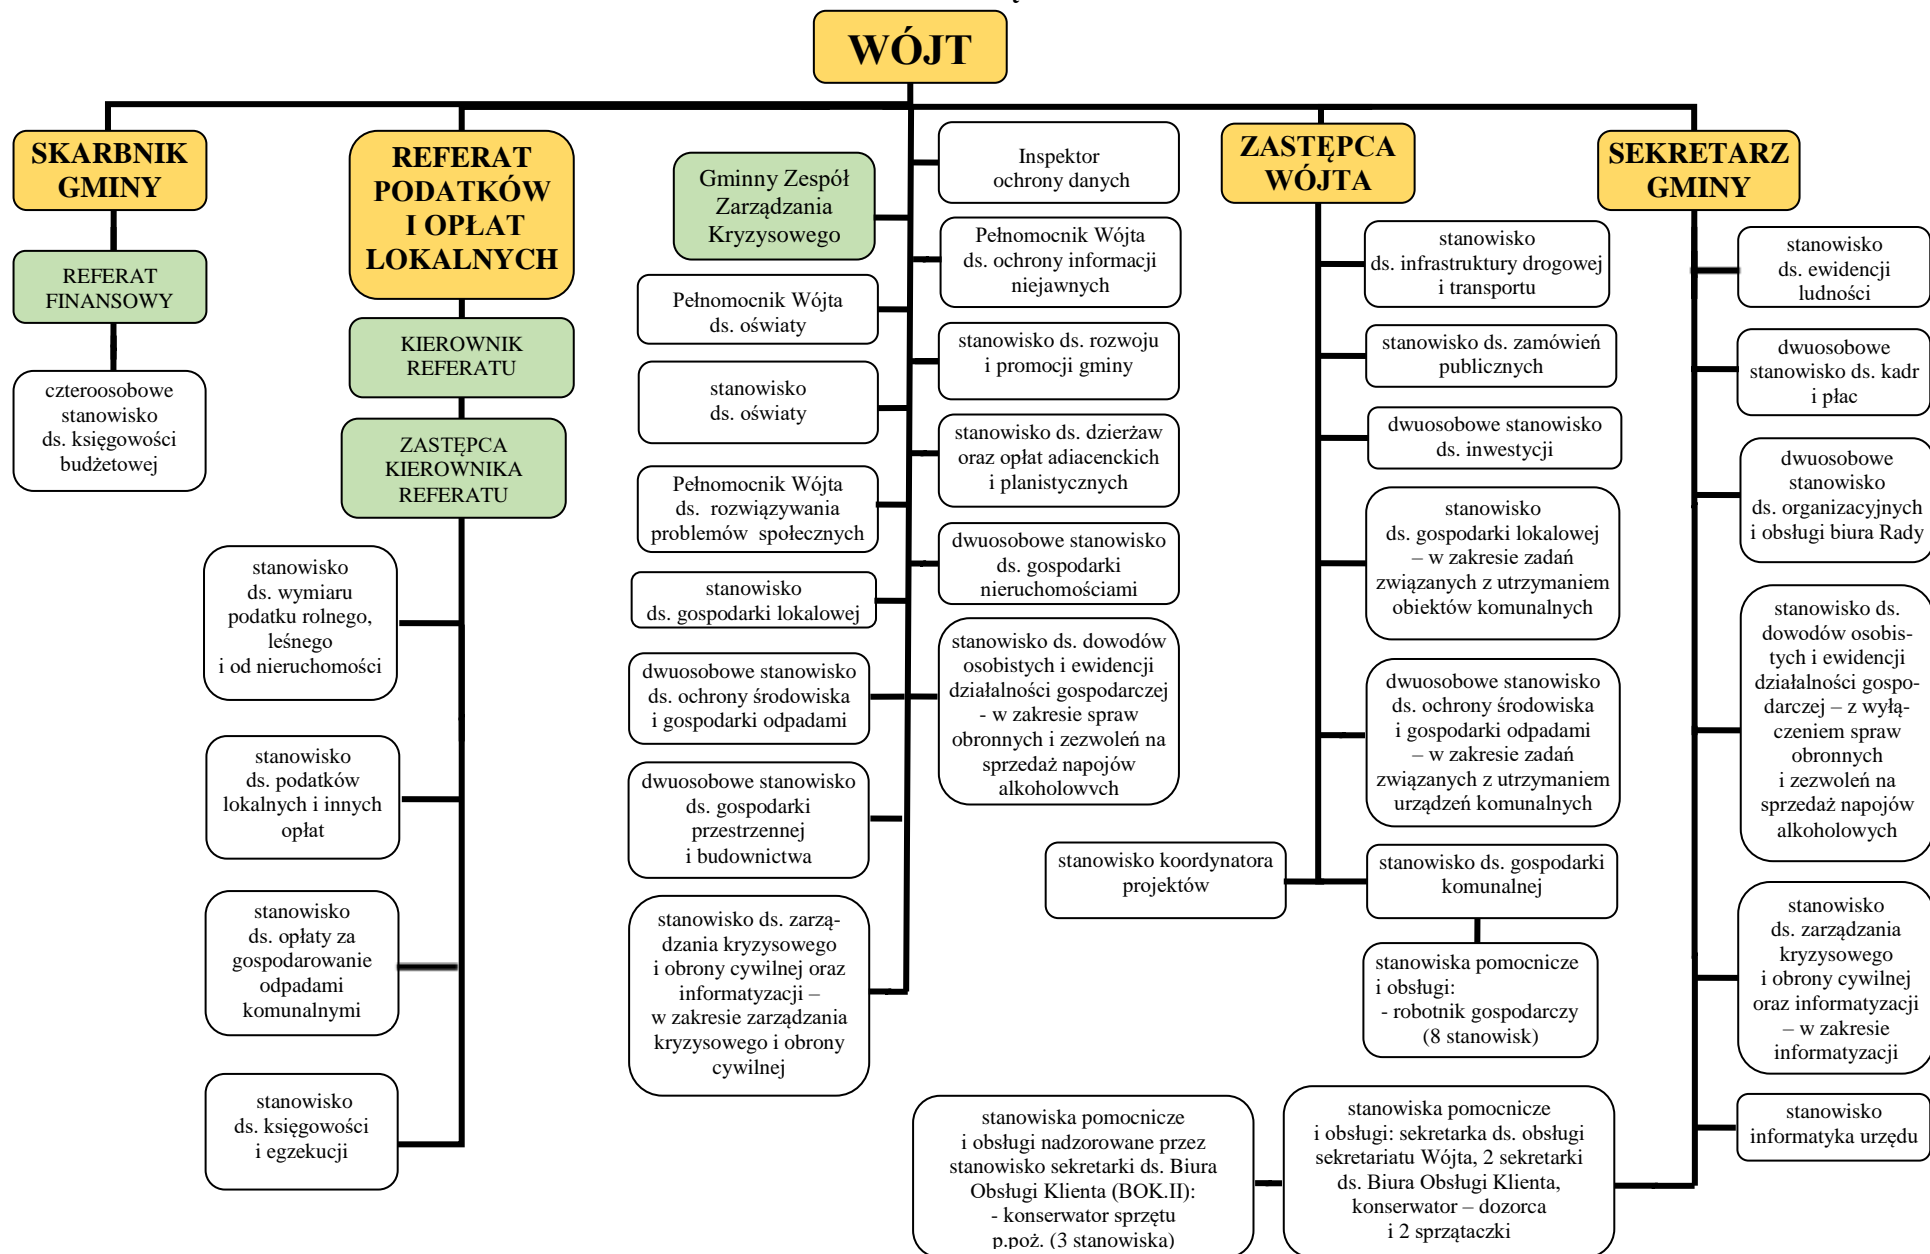 WÓJT
SKARBNIK
GMINY
REFERAT
FINANSOWY
czteroosobowe
stanowisko
ds. księgowości
budżetowej
REFERAT
PODATKÓW
I OPŁAT
LOKALNYCH
KIEROWNIK
REFERATU
ZASTĘPCA
KIEROWNIKA
REFERATU
stanowisko
ds. wymiaru
podatku rolnego,
leśnego
i od nieruchomości
stanowisko
ds. podatków
lokalnych i innych
opłat
stanowisko
ds. opłaty za
gospodarowanie
odpadami
komunalnymi
stanowisko
ds. księgowości
i egzekucji
Gminny Zespół
Zarządzania
Kryzysowego
Pełnomocnik Wójta
ds. oświaty
stanowisko
ds. oświaty
Pełnomocnik Wójta
ds. rozwiązywania
problemów społecznych
stanowisko
ds. gospodarki lokalowej
dwuosobowe stanowisko
ds. ochrony środowiska
i gospodarki odpadami
dwuosobowe stanowisko
ds. gospodarki
przestrzennej
i budownictwa
stanowisko ds. zarzą-
dzania kryzysowego
i obrony cywilnej oraz
informatyzacji –
w zakresie zarządzania
kryzysowego i obrony
cywilnej
Inspektor
ochrony danych
Pełnomocnik Wójta
ds. ochrony informacji
niejawnych
stanowisko ds. rozwoju
i promocji gminy
stanowisko ds. dzierżaw
oraz opłat adiacenckich
i planistycznych
dwuosobowe stanowisko
ds. gospodarki
nieruchomościami
stanowisko ds. dowodów
osobistych i ewidencji
działalności gospodarczej
- w zakresie spraw
obronnych i zezwoleń na
sprzedaż napojów
alkoholowych
ZASTĘPCA
WÓJTA
stanowisko
ds. infrastruktury drogowej
i transportu
stanowisko ds. zamówień
publicznych
dwuosobowe stanowisko
ds. inwestycji
stanowisko
ds. gospodarki lokalowej
– w zakresie zadań
związanych z utrzymaniem
obiektów komunalnych
dwuosobowe stanowisko
ds. ochrony środowiska
i gospodarki odpadami
– w zakresie zadań
związanych z utrzymaniem
urządzeń komunalnych
stanowisko koordynatora
projektów
stanowisko ds. gospodarki
komunalnej
stanowiska pomocnicze
i obsługi:
- robotnik gospodarczy
(8 stanowisk)
SEKRETARZ
GMINY
stanowisko
ds. ewidencji
ludności
dwuosobowe
stanowisko ds. kadr
i płac
dwuosobowe
stanowisko
ds. organizacyjnych
i obsługi biura Rady
stanowisko ds.
dowodów osobis-
tych i ewidencji
działalności gospo-
darczej – z wyłą-
czeniem spraw
obronnych
i zezwoleń na
sprzedaż napojów
alkoholowych
stanowisko
ds. zarządzania
kryzysowego
i obrony cywilnej
oraz informatyzacji
– w zakresie
informatyzacji
stanowisko
informatyka urzędu
stanowiska pomocnicze
i obsługi: sekretarka ds. obsługi
sekretariatu Wójta, 2 sekretarki
ds. Biura Obsługi Klienta,
konserwator – dozorca
i 2 sprzątaczki
stanowiska pomocnicze
i obsługi nadzorowane przez
stanowisko sekretarki ds. Biura
Obsługi Klienta (BOK.II):
- konserwator sprzętu
p.poż. (3 stanowiska)